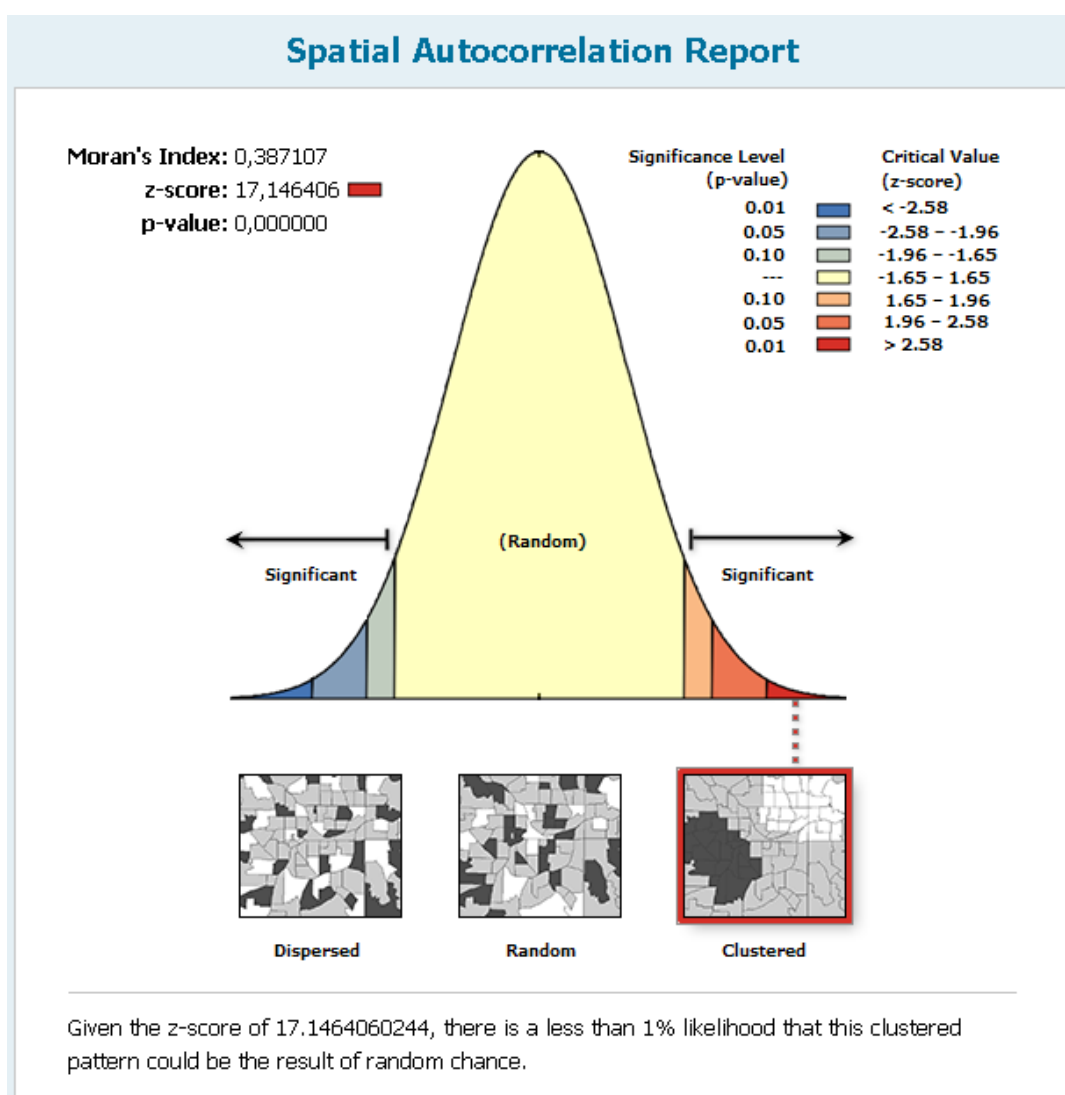 Spatial Autocorrelation Report
Moran's Index: 0,387107
z-score: 17,146406
p-value: 0,000000
Significance Level
(p-value)
Critical Value
(z-score)
0.01 < -2.58
0.05 -2.58 – -1.96
0.10 -1.96 – -1.65
--- -1.65 – 1.65
0.10 1.65 – 1.96
0.05 1.96 – 2.58
0.01 > 2.58
(Random)
Significant
Significant
Dispersed
Random
Clustered
Given the z-score of 17.1464060244, there is a less than 1% likelihood that this clustered
pattern could be the result of random chance.